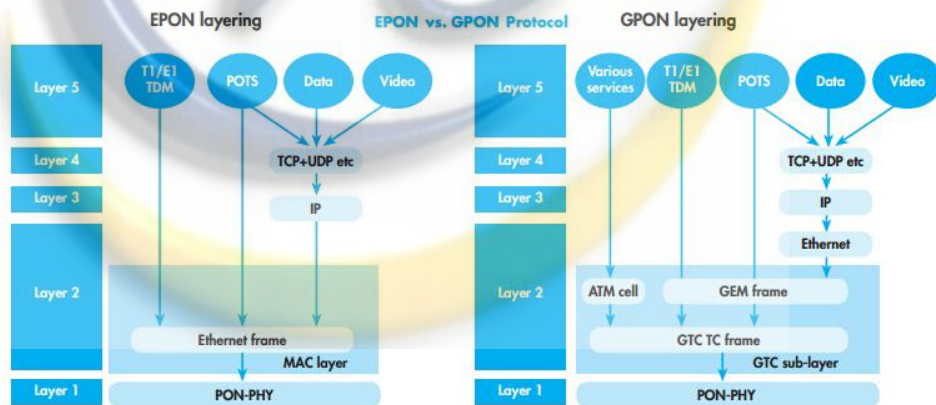 EPON layering
EPON vs. GPON Protocol
GPON layering
Layer 5
T1/E1
TDM
POTS
Data
Video
Layer 4
TCP+UDP etc
Layer 3
IP
Layer 2
Ethernet frame
MAC layer
Layer 1
PON-PHY
Layer 5
Various
services
T1/E1
TDM
POTS
Data
Video
Layer 4
TCP+UDP etc
Layer 3
IP
Ethernet
Layer 2
ATM cell
GEM frame
GTC TC frame
GTC sub-layer
Layer 1
PON-PHY